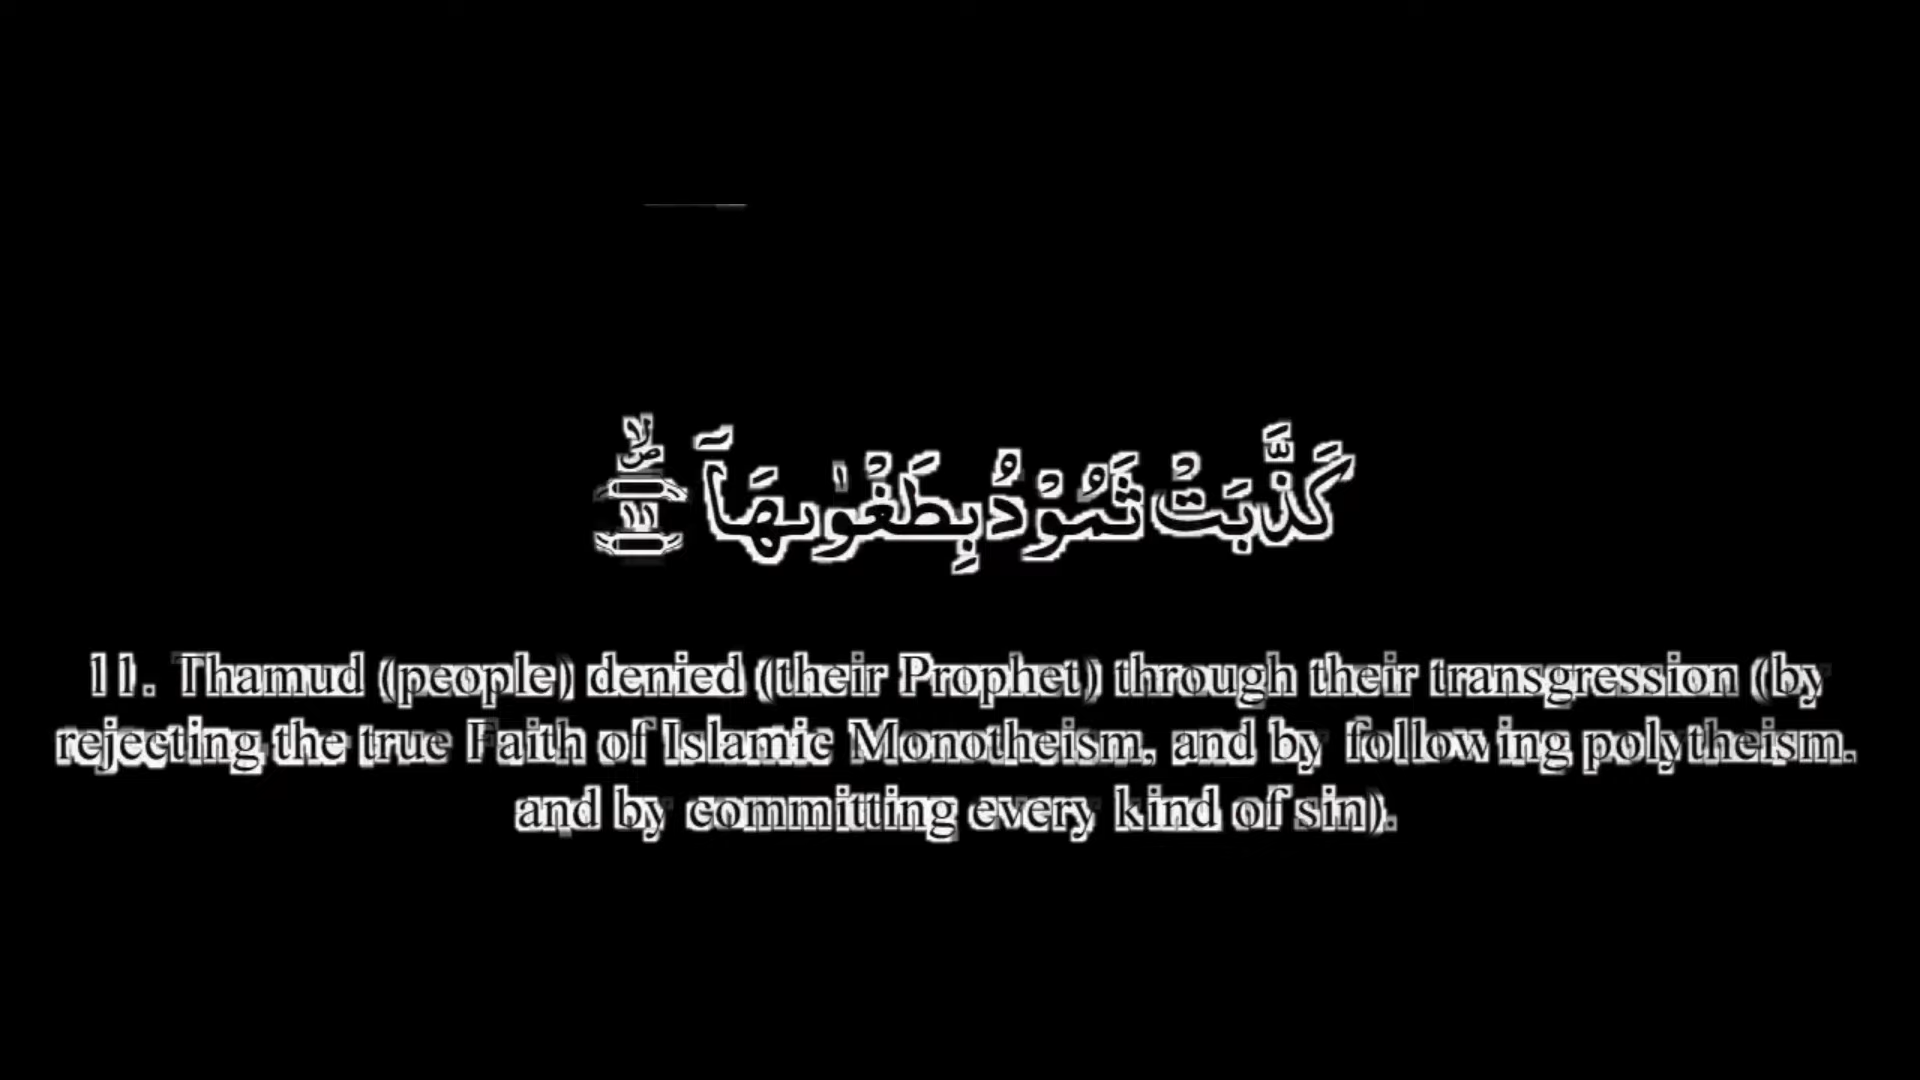 كَذَّبَتْ ثَمُوْدُ بِطَغْوٰىهَاۤ ۪ۙ ١١
11. Thamud (people) denied (their Prophet) through their transgression (by
rejecting the true Faith of Islamic Monotheism, and by following polytheism.
and by committing every kind of sin).